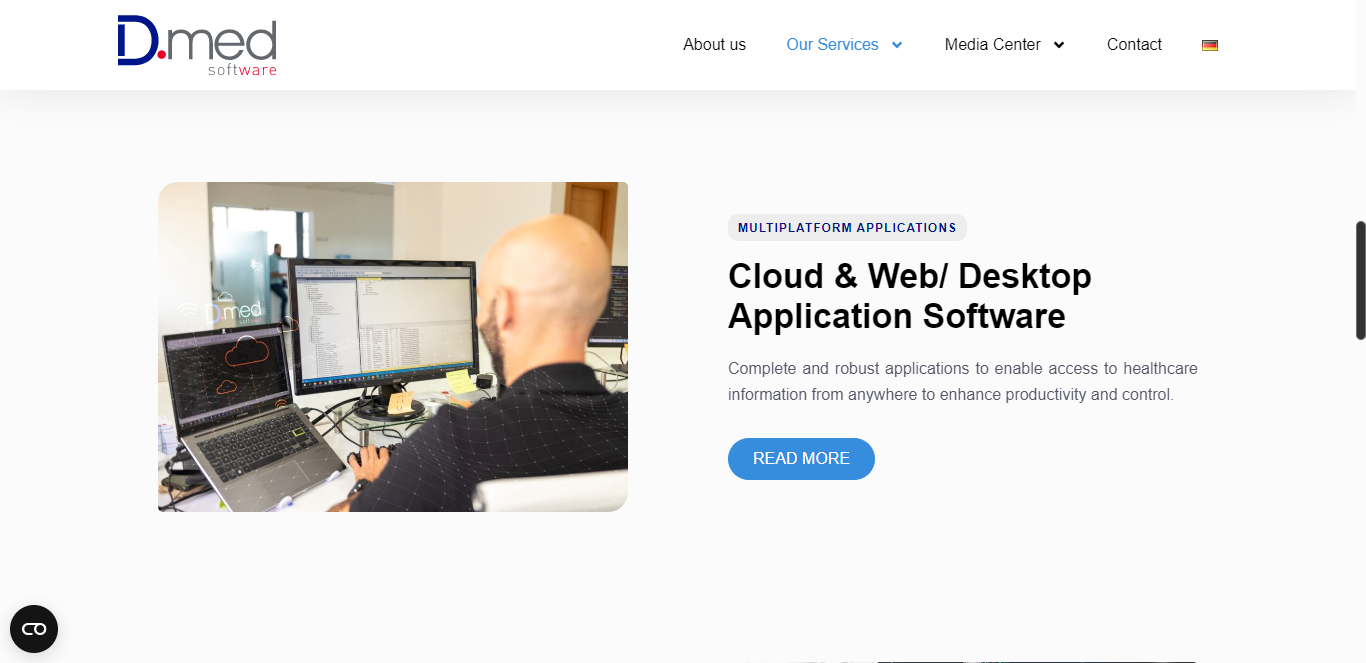 D.med
software
About us
Our Services
Media Center
Contact
D.med
MULTIPLATFORM APPLICATIONS
Cloud & Web/ Desktop
Application Software
Complete and robust applications to enable access to healthcare
information from anywhere to enhance productivity and control.
READ MORE